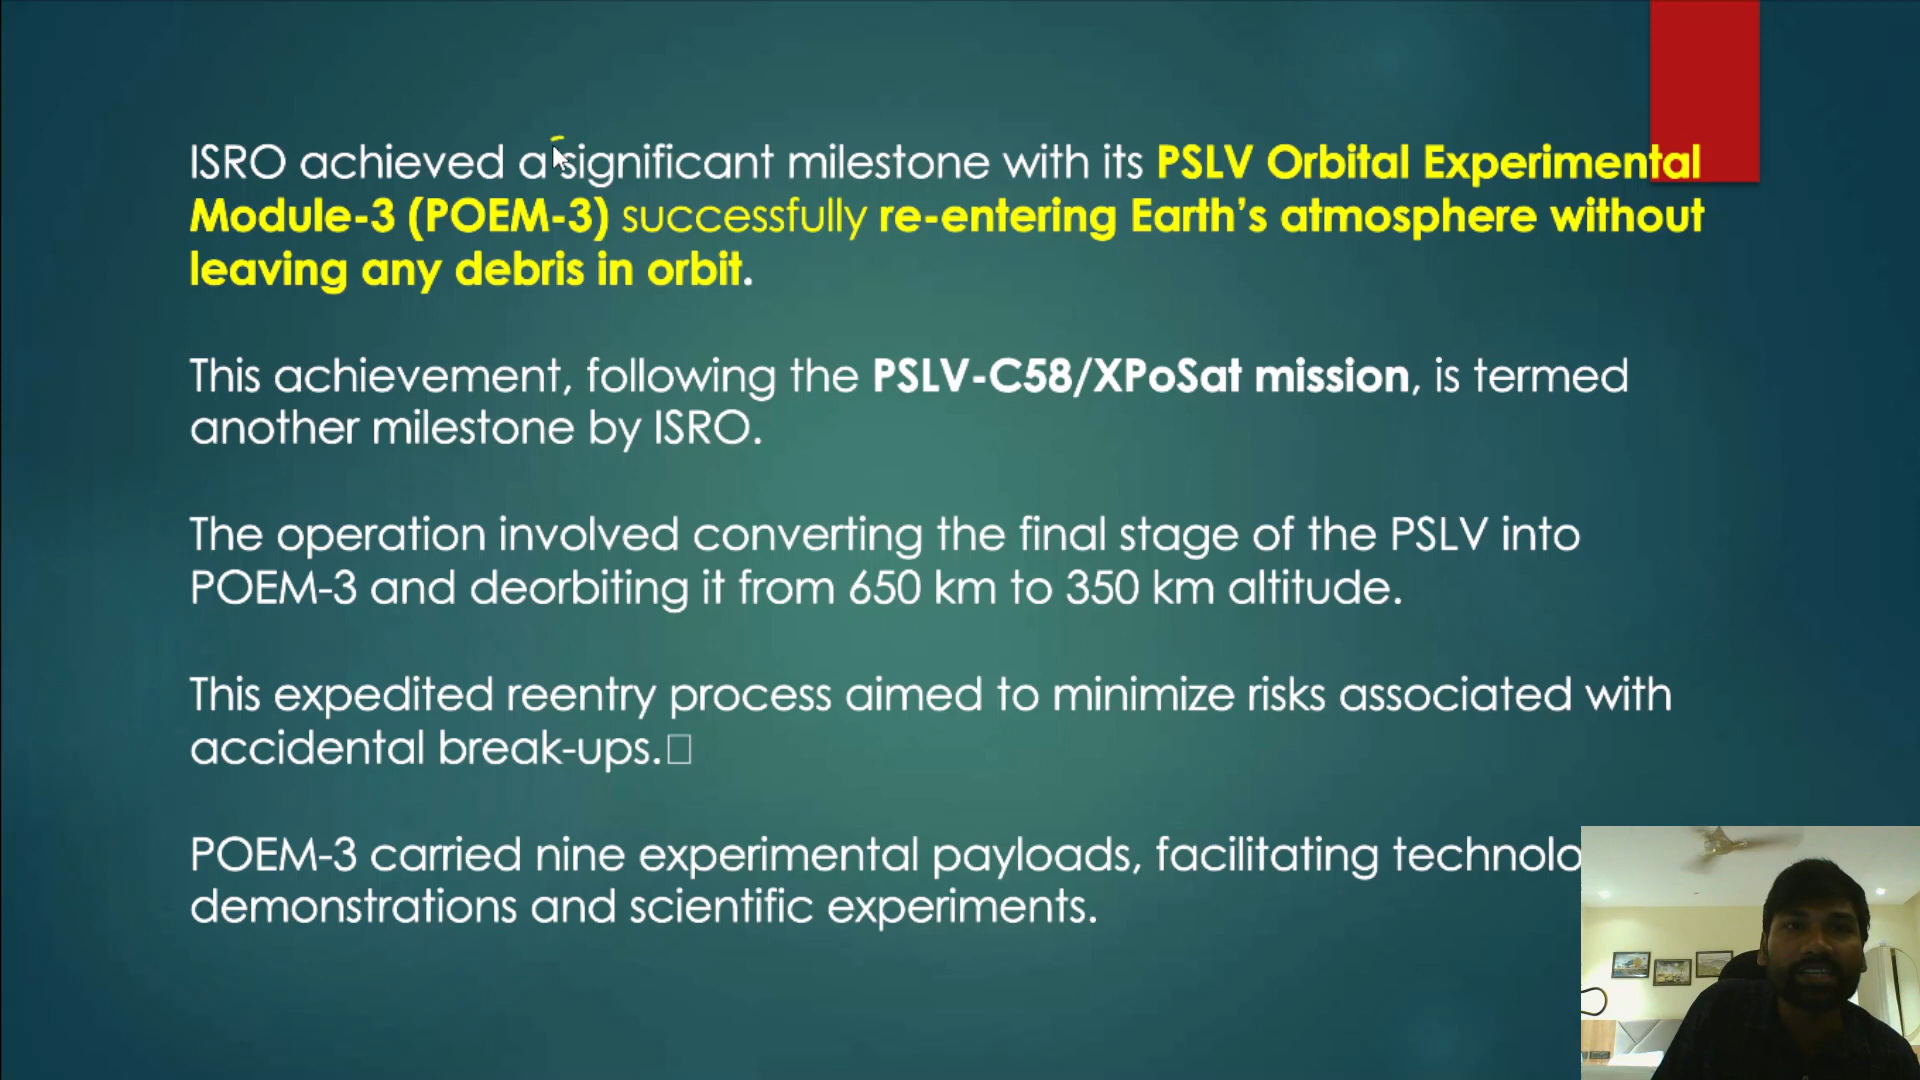 ISRO achieved a significant milestone with its PSLV Orbital Experimental
Module-3 (POEM-3) successfully re-entering Earth’s atmosphere without
leaving any debris in orbit.
This achievement, following the PSLV-C58/XPoSat mission, is termed
another milestone by ISRO.
The operation involved converting the final stage of the PSLV into
POEM-3 and deorbiting it from 650 km to 350 km altitude.
This expedited reentry process aimed to minimize risks associated with
accidental break-ups.
POEM-3 carried nine experimental payloads, facilitating technolo
demonstrations and scientific experiments.